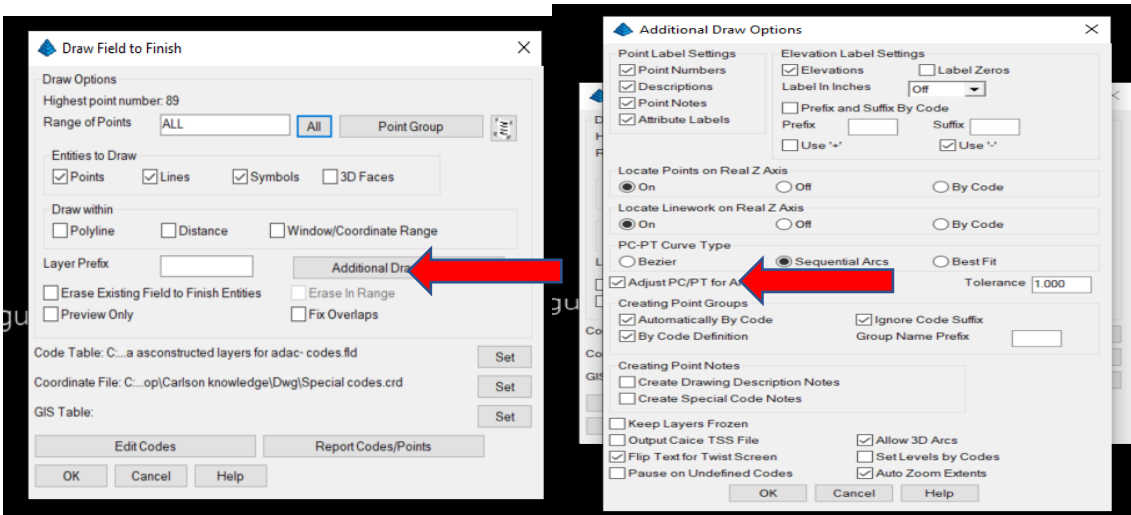 Draw Field to Finish
Draw Options
Highest point number: 89
Range of Points ALL All Point Group
Entities to Draw
Points Lines Symbols 3D Faces
Draw within
Polyline Distance Window/Coordinate Range
Layer Prefix Additional
Erase Existing Field to Finish Entities Erase In Range
Preview Only Fix Overlaps
Code Table: C:...a asconstructed layers for adac- codes.fld Set
Coordinate File: C:...op\Carlson knowledge\Dwg\Special codes.crd Set
GIS Table: Set
Edit Codes Report Codes/Points
OK Cancel Help
Additional Draw Options
Point Label Settings Elevation Label Settings
Point Numbers Elevations Label Zeros
Descriptions Label In Inches Off
Point Notes Prefix and Suffix By Code
Attribute Labels Prefix Suffix
Use '+' Use '-'
Locate Points on Real Z Axis
On Off By Code
Locate Linework on Real Z Axis
On Off By Code
PC-PT Curve Type
Bezier Sequential Arcs Best Fit
Adjust PC/PT for Tolerance 1.000
Creating Point Groups
Automatically By Code Ignore Code Suffix
By Code Definition Group Name Prefix
Creating Point Notes
Create Drawing Description Notes
Create Special Code Notes
Keep Layers Frozen
Output Caice TSS File Allow 3D Arcs
Flip Text for Twist Screen Set Levels by Codes
Pause on Undefined Codes Auto Zoom Extents
OK Cancel Help